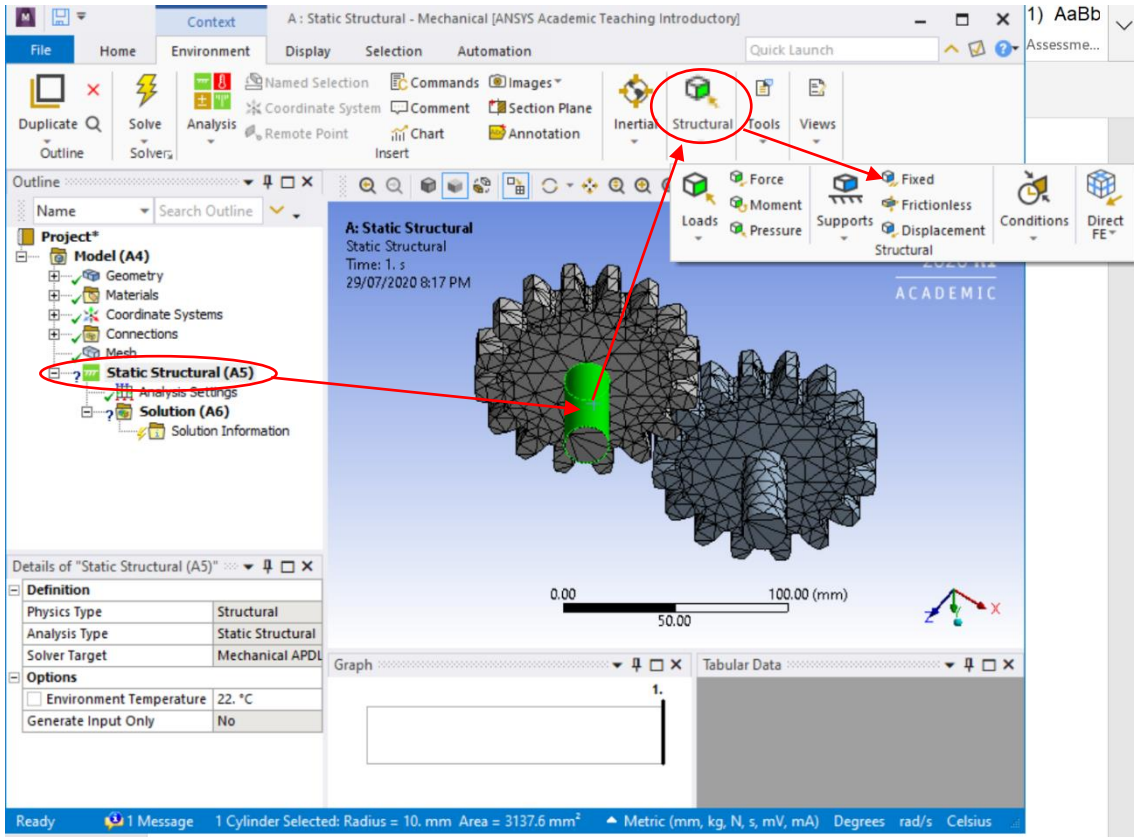 Context
A : Static Structural - Mechanical [ANSYS Academic Teaching Introductory]
1) AaBb
Assessme...
File Home Environment Display Selection Automation Quick Launch
Duplicate
Outline
Solve
Solvers
Analysis
Named Selection Commands Images
Coordinate System Comment Section Plane
Remote Point Chart Annotation
Insert
Inertial Structural Tools Views
Loads
Force
Moment
Pressure
Supports
Fixed
Frictionless
Displacement
Structural
Conditions
Direct
FE
Outline
Name Search Outline
Project*
Model (A4)
Geometry
Materials
Coordinate Systems
Connections
Mesh
Static Structural (A5)
Analysis Settings
Solution (A6)
Solution Information
A: Static Structural
Static Structural
Time: 1. s
29/07/2020 8:17 PM
2020 R1
ACADEMIC
0.00 100.00 (mm)
50.00
Z Y X
Details of "Static Structural (A5)"
Definition
Physics Type Structural
Analysis Type Static Structural
Solver Target Mechanical APDL
Options
Environment Temperature 22. °C
Generate Input Only No
Graph
1.
Tabular Data
Ready 1 Message 1 Cylinder Selected: Radius = 10. mm Area = 3137.6 mm² Metric (mm, kg, N, s, mV, mA) Degrees rad/s Celsius